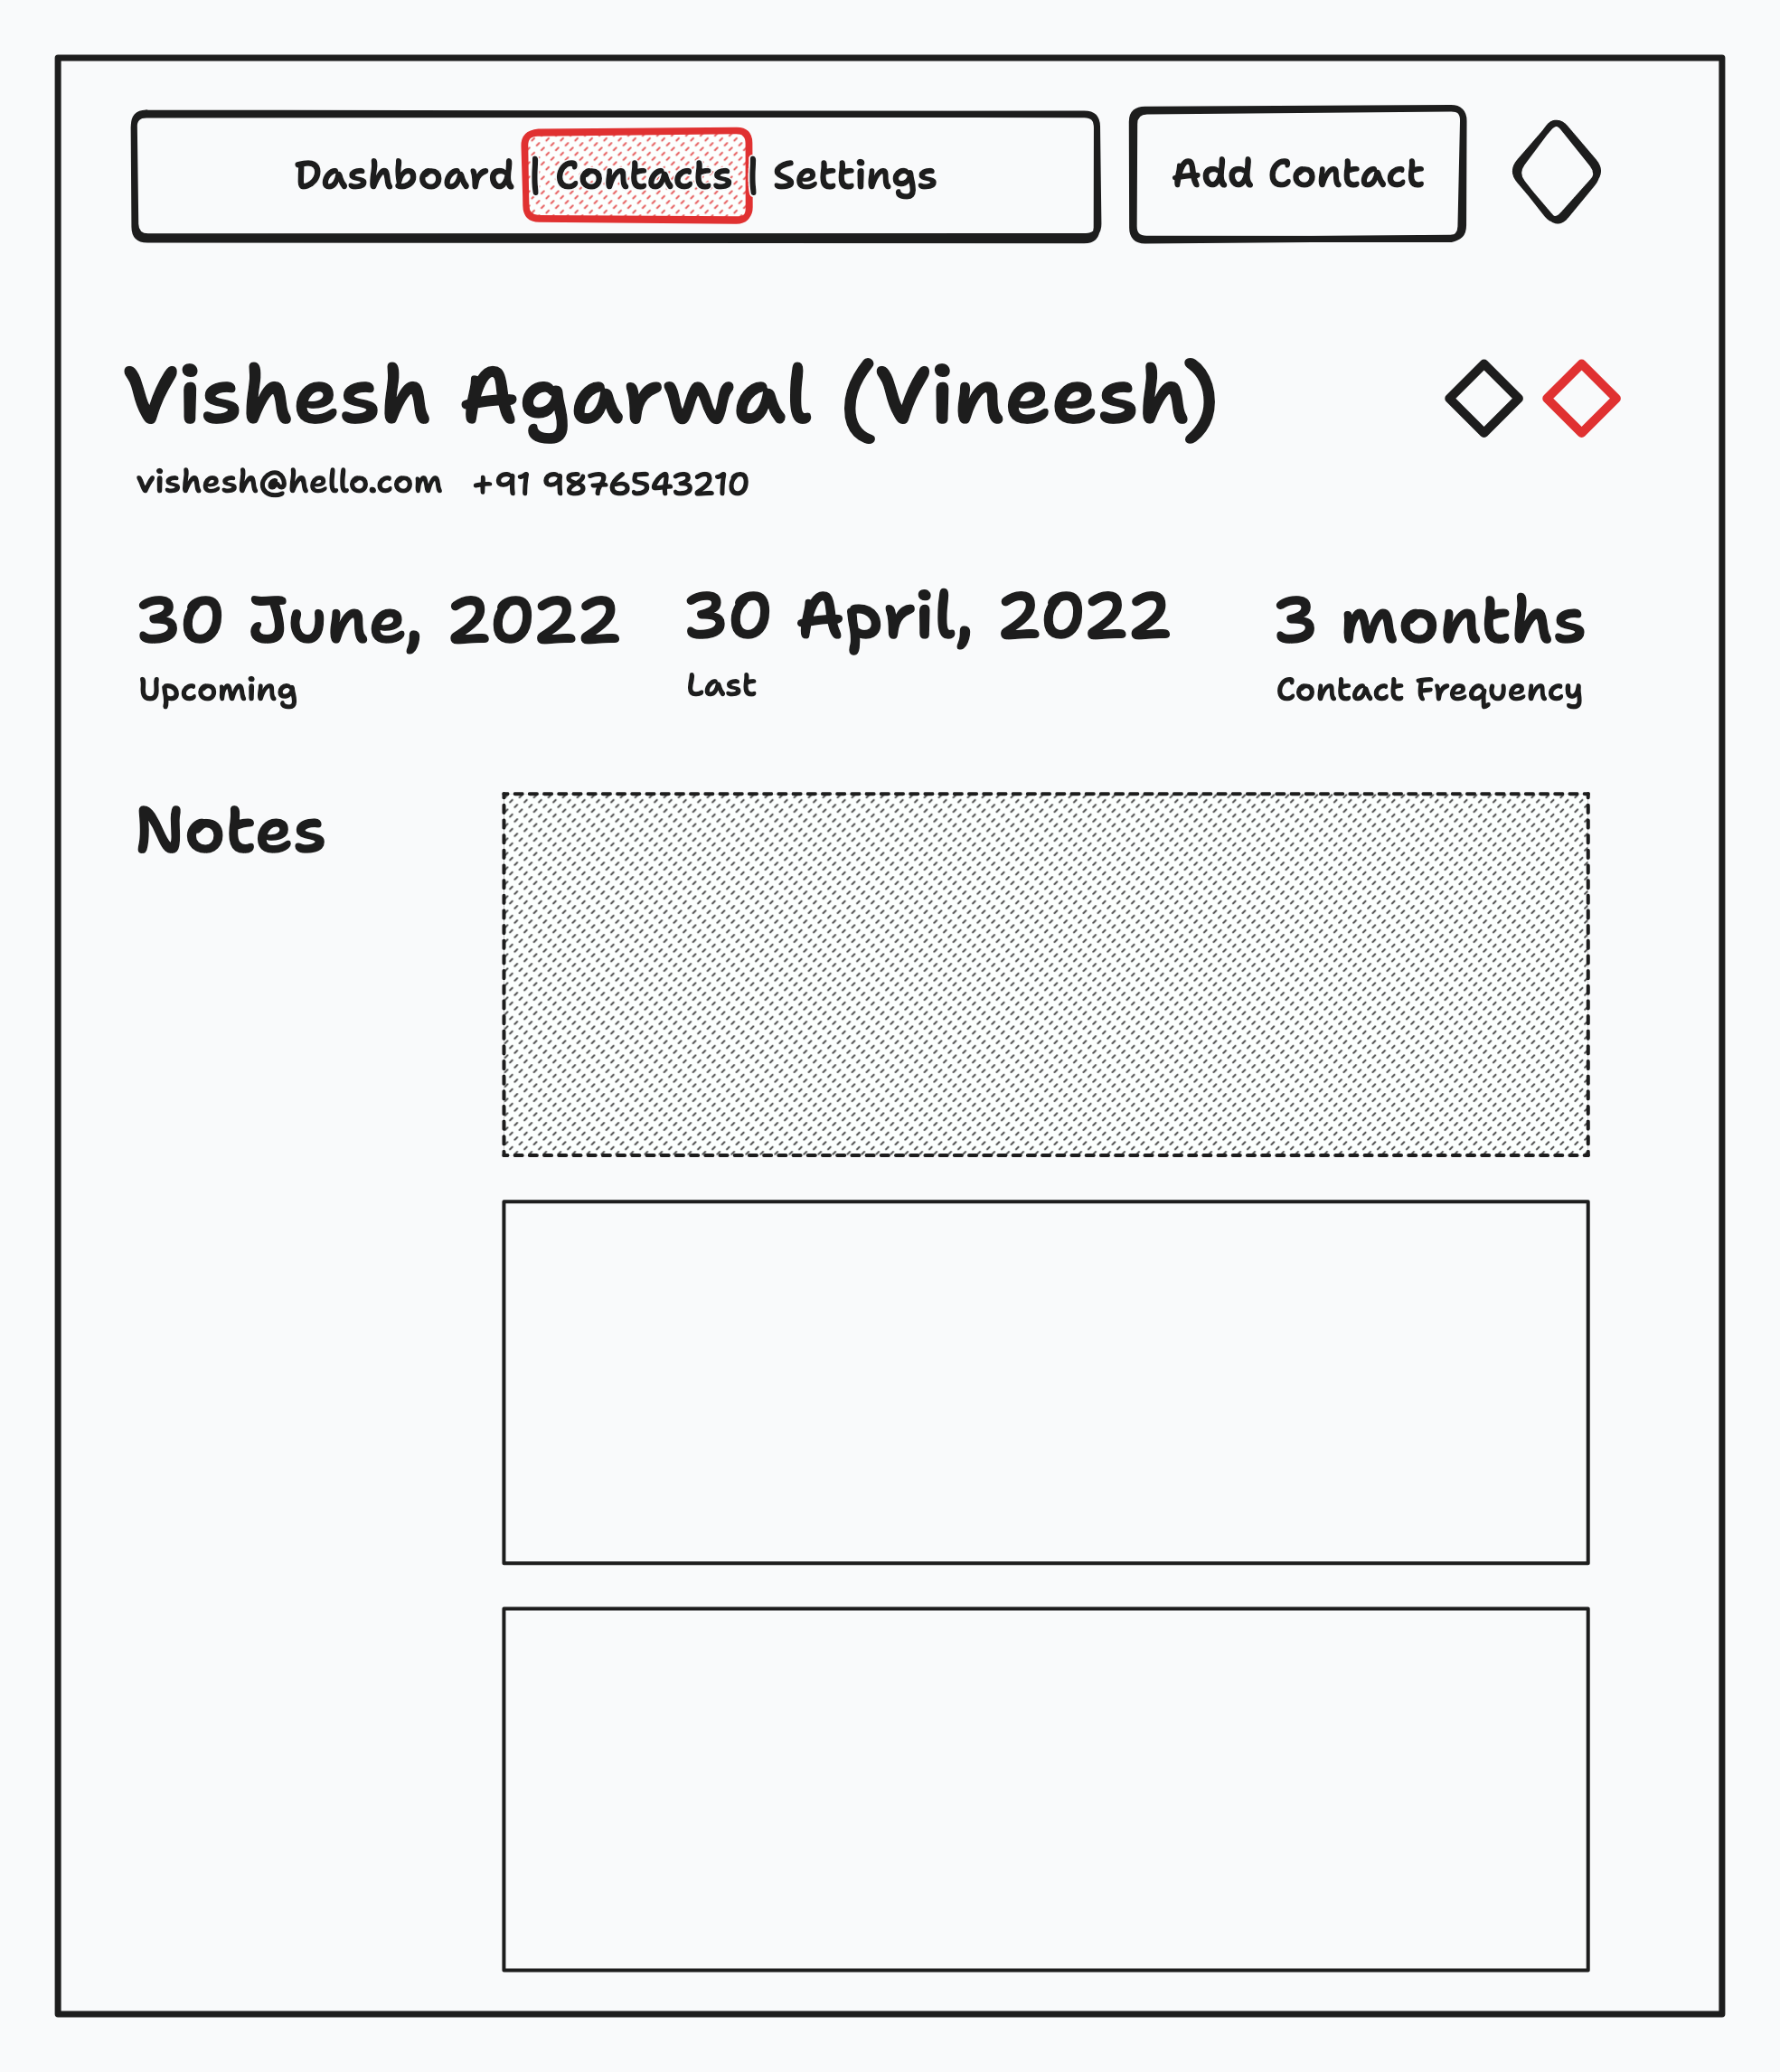 Dashboard | Contacts | Settings
Add Contact
Vishesh Agarwal (Vineesh)
vishesh@hello.com +91 9876543210
30 June, 2022
Upcoming
30 April, 2022
Last
3 months
Contact Frequency
Notes